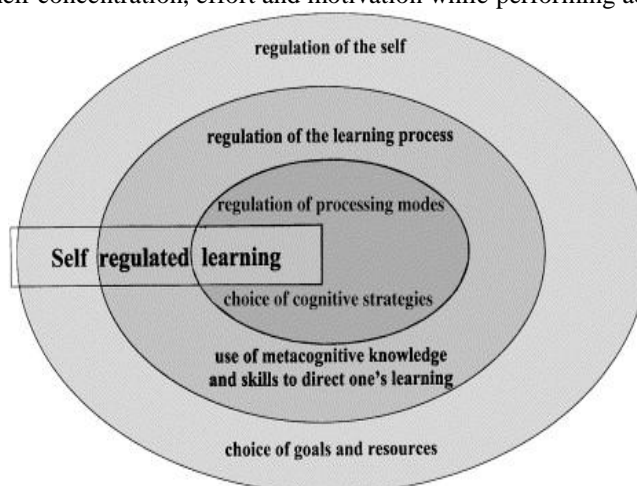 heir concentration, effort and motivation while performing ac
regulation of the self
regulation of the learning process
regulation of processing modes
Self regulated learning
choice of cognitive strategies
use of metacognitive knowledge
and skills to direct one's learning
choice of goals and resources